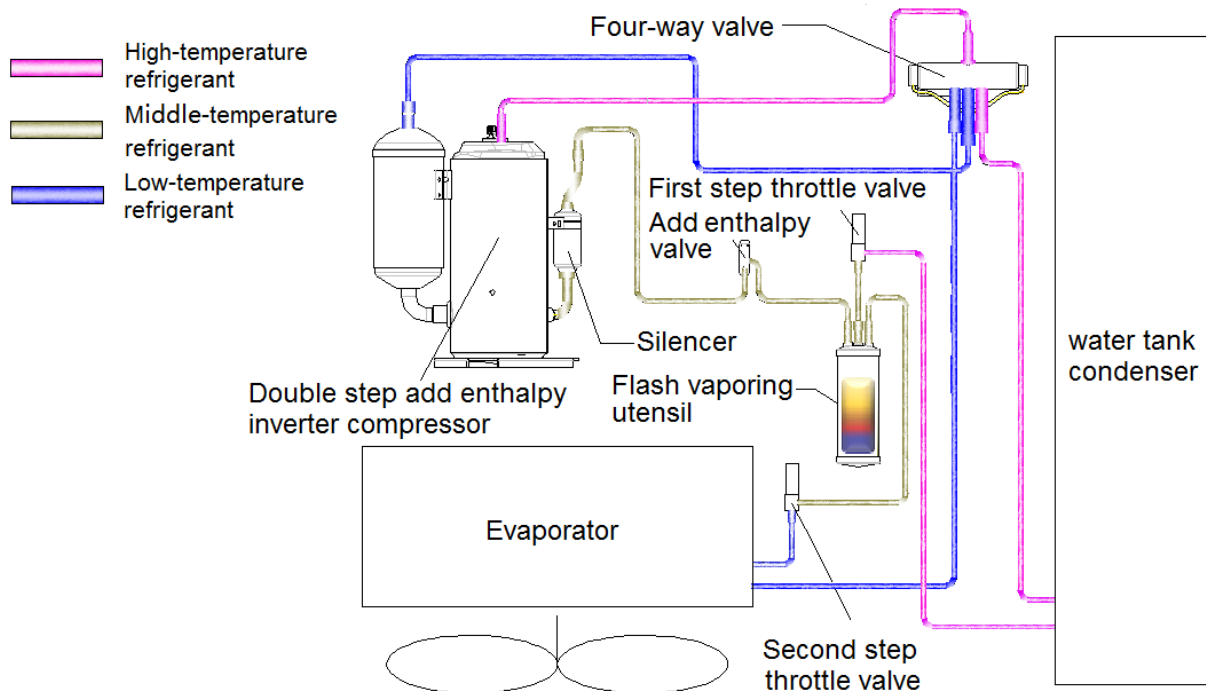 High-temperature
refrigerant
Middle-temperature
refrigerant
Low-temperature
refrigerant
Four-way valve
First step throttle valve
Add enthalpy
valve
Silencer
Double step add enthalpy
inverter compressor
Flash vaporing
utensil
water tank
condenser
Evaporator
Second step
throttle valve